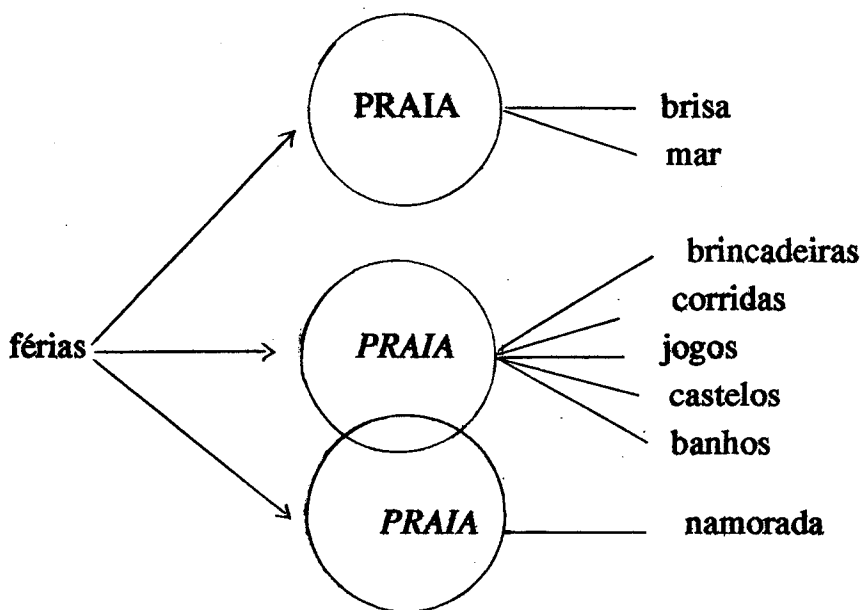 PRAIA
brisa
mar
férias
PRAIA
brincadeiras
corridas
jogos
castelos
banhos
PRAIA
namorada